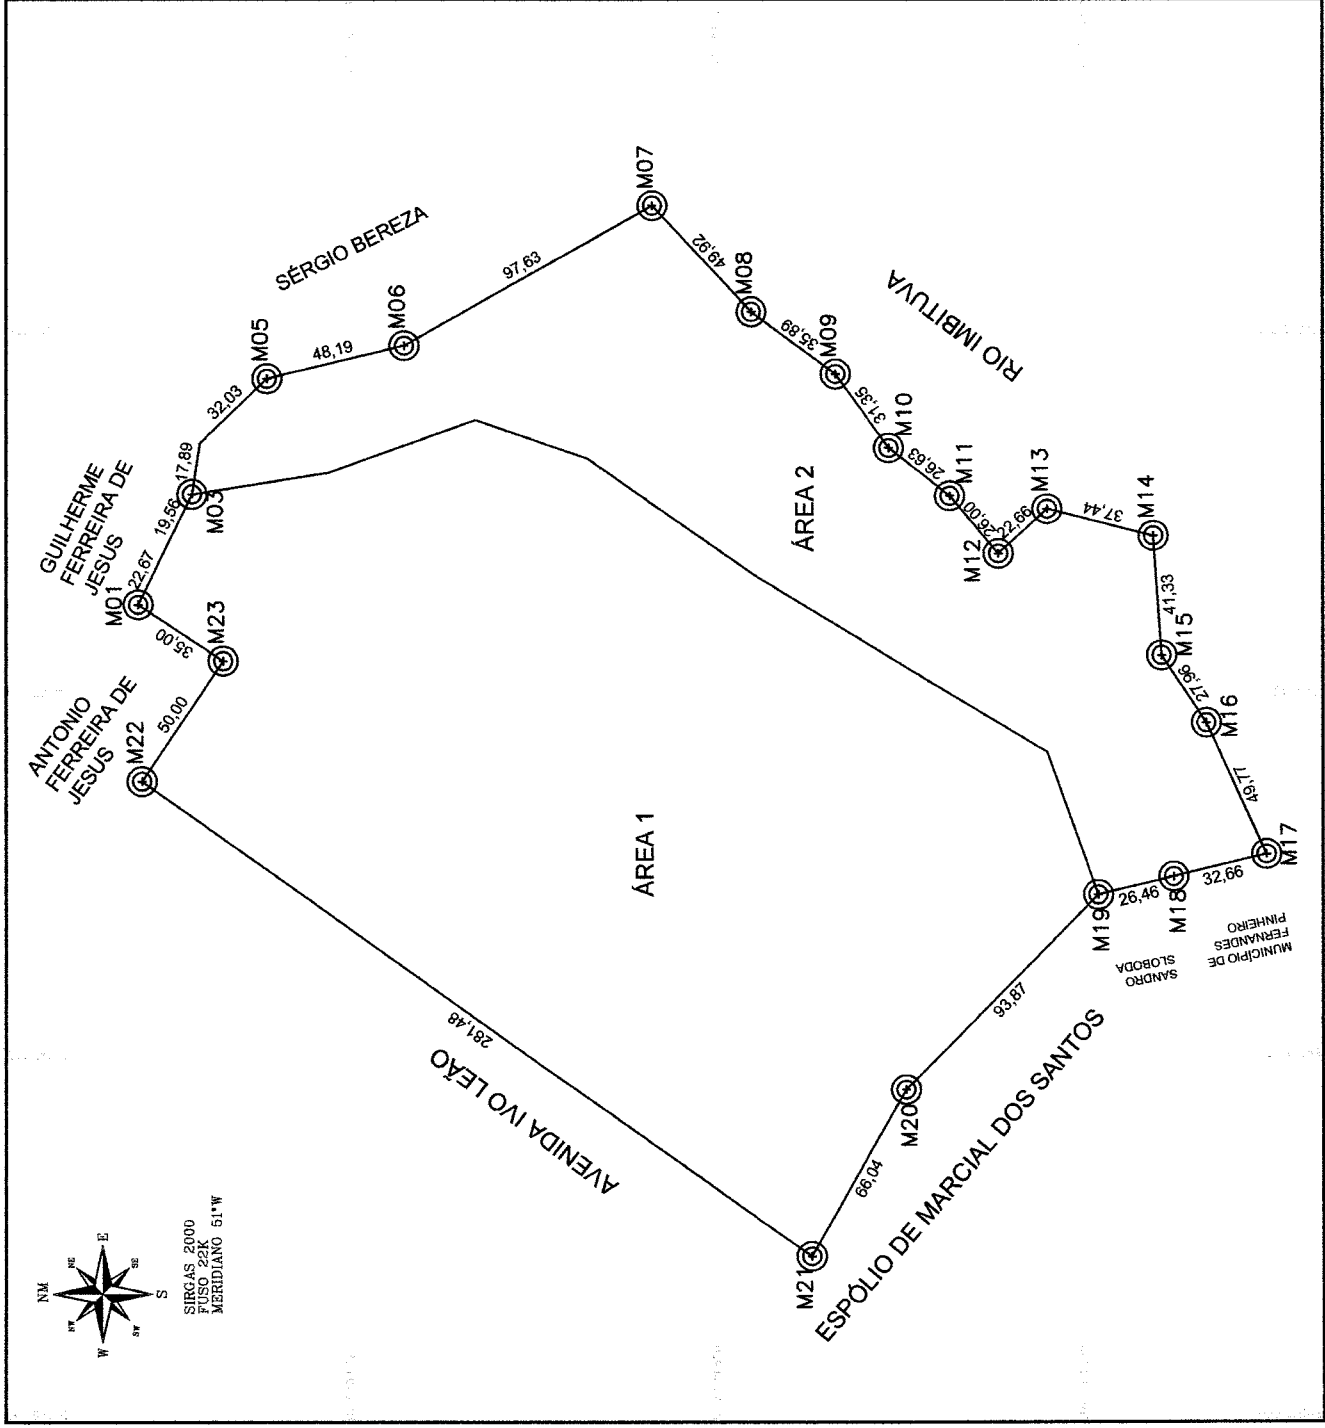 NM
NW
NE
W
E
SW
SE
S
SIRGAS 2000
FUSO 22K
MERIDIANO 51°W
ANTONIO
FERREIRA DE
JESUS
GUILHERME
FERREIRA DE
JESUS
SÉRGIO BEREZA
RIO IMBITUVA
AVENIDA IVO LEÃO
ESPÓLIO DE MARCIAL DOS SANTOS
SANDRO
SLOBODA
MUNICÍPIO DE
FERNANDES
PINHEIRO
ÁREA 1
ÁREA 2
M01
22,67
19,56
M03
17,89
32,03
M05
48,19
M06
97,63
M07
49,92
M08
35,89
M09
31,35
M10
26,63
M11
26,00
M12
22,66
M13
37,44
M14
41,33
M15
27,96
M16
49,77
M17
32,66
M18
26,46
M19
93,87
M20
66,04
M21
281,48
M22
50,00
M23
35,00